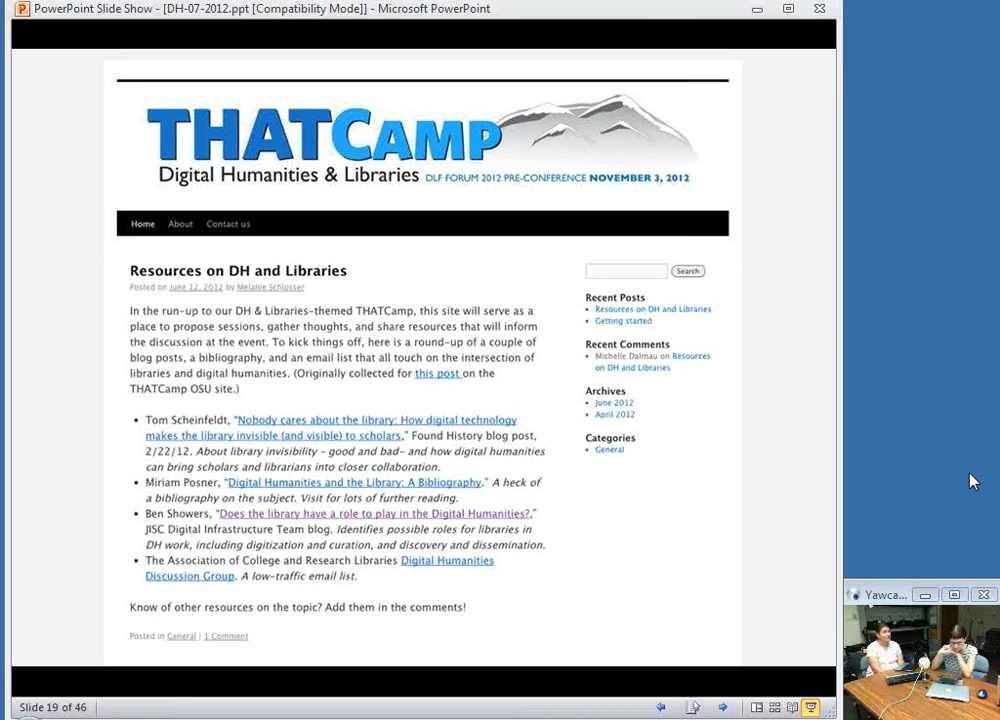 PowerPoint Slide Show - [DH-07-2012.ppt [Compatibility Mode]] - Microsoft PowerPoint
THATCAMP
Digital Humanities & Libraries DLF FORUM 2012 PRE-CONFERENCE NOVEMBER 3, 2012
Home About Contact us
Resources on DH and Libraries
Posted on June 12, 2012 by Melanie Schlosser
In the run-up to our DH & Libraries-themed THATCamp, this site will serve as a
place to propose sessions, gather thoughts, and share resources that will inform
the discussion at the event. To kick things off, here is a round-up of a couple of
blog posts, a bibliography, and an email list that all touch on the intersection of
libraries and digital humanities. (Originally collected for this post on the
THATCamp OSU site.)
Tom Scheinfeldt, "Nobody cares about the library: How digital technology
makes the library invisible (and visible) to scholars," Found History blog post,
2/22/12. About library invisibility - good and bad- and how digital humanities
can bring scholars and librarians into closer collaboration.
Miriam Posner, "Digital Humanities and the Library: A Bibliography." A heck of
a bibliography on the subject. Visit for lots of further reading.
Ben Showers, "Does the library have a role to play in the Digital Humanities?,"
JISC Digital Infrastructure Team blog. Identifies possible roles for libraries in
DH work, including digitization and curation, and discovery and dissemination.
The Association of College and Research Libraries Digital Humanities
Discussion Group. A low-traffic email list.
Know of other resources on the topic? Add them in the comments!
Posted in General | 1 Comment
Search
Recent Posts
Resources on DH and Libraries
Getting started
Recent Comments
Michelle Dalmau on Resources
on DH and Libraries
Archives
June 2012
April 2012
Categories
General
Yawca...
Slide 19 of 46